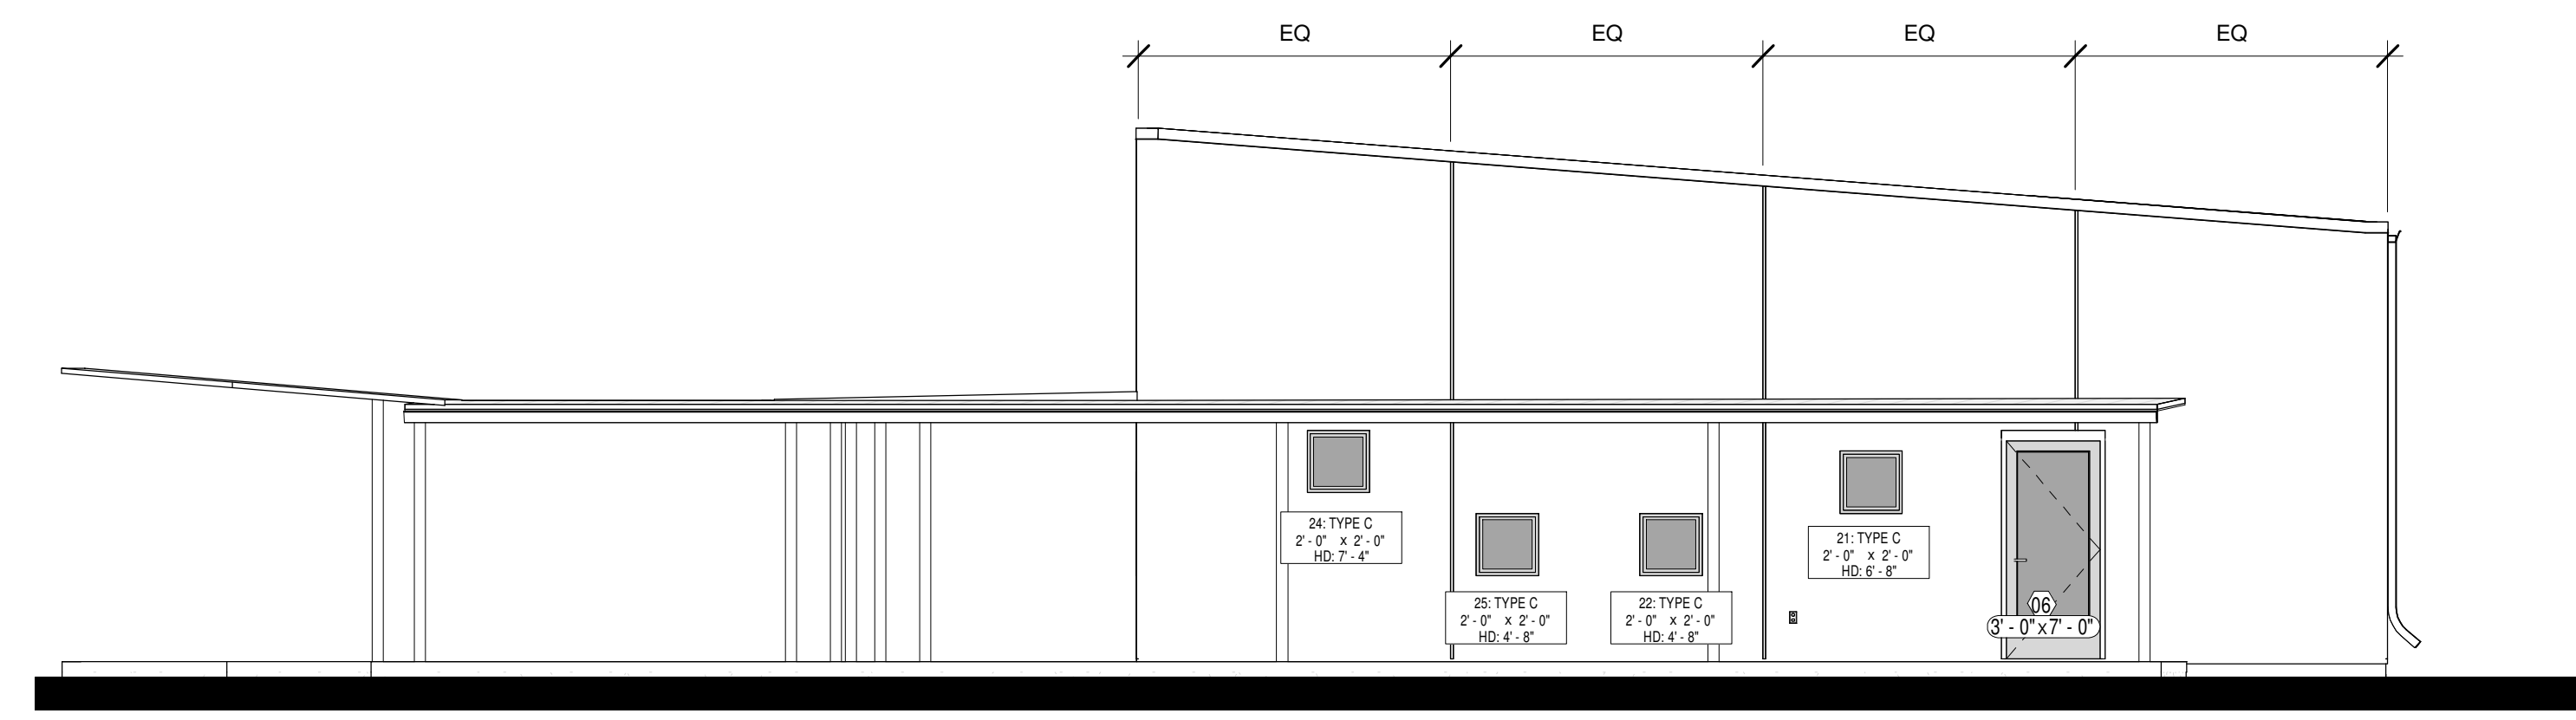 EQ EQ EQ EQ
24: TYPE C
2' - 0" x 2' - 0"
HD: 7' - 4"
21: TYPE C
2' - 0" x 2' - 0"
HD: 6' - 8"
25: TYPE C
2' - 0" x 2' - 0"
HD: 4' - 8"
22: TYPE C
2' - 0" x 2' - 0"
HD: 4' - 8"
06
3' - 0" x 7' - 0"